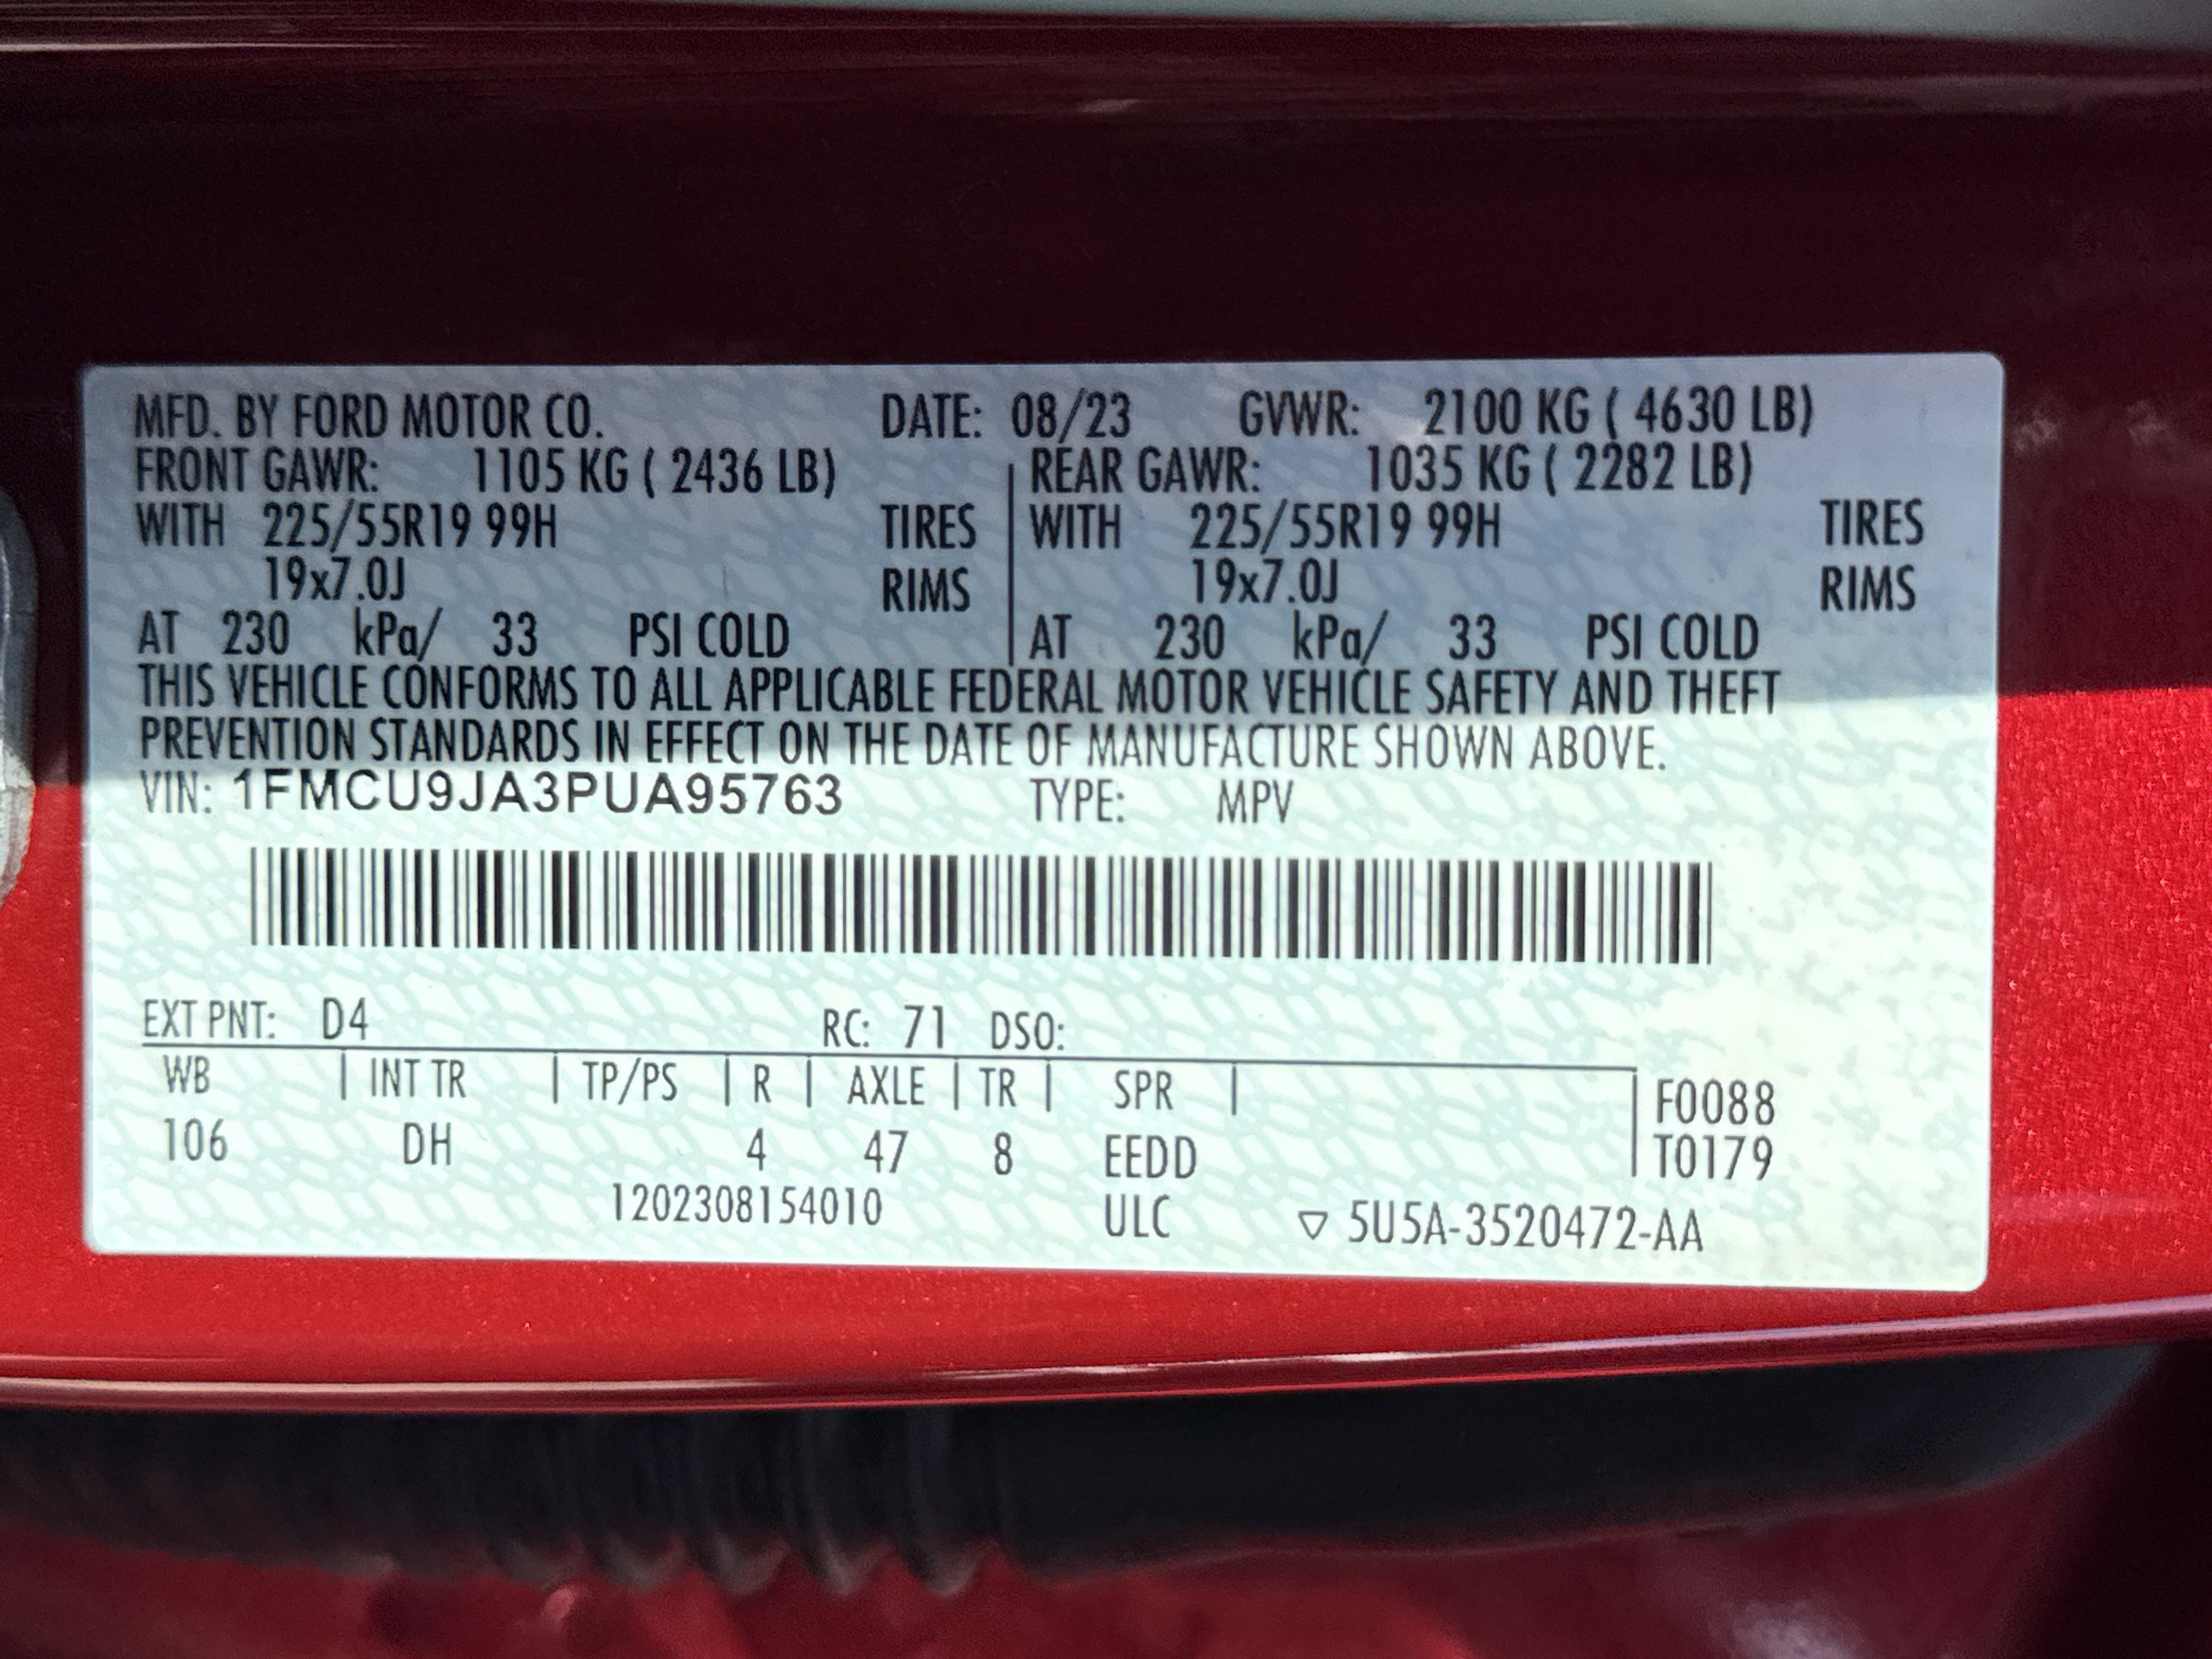 MFD. BY FORD MOTOR CO. DATE: 08/23 GVWR: 2100 KG ( 4630 LB)
FRONT GAWR: 1105 KG ( 2436 LB) REAR GAWR: 1035 KG ( 2282 LB)
WITH 225/55R19 99H TIRES WITH 225/55R19 99H TIRES
19x7.0J RIMS 19x7.0J RIMS
AT 230 kPa/ 33 PSI COLD AT 230 kPa/ 33 PSI COLD
THIS VEHICLE CONFORMS TO ALL APPLICABLE FEDERAL MOTOR VEHICLE SAFETY AND THEFT
PREVENTION STANDARDS IN EFFECT ON THE DATE OF MANUFACTURE SHOWN ABOVE.
VIN: 1FMCU9JA3PUA95763 TYPE: MPV
EXT PNT: D4 RC: 71 DSO:
WB | INT TR | TP/PS | R | AXLE | TR | SPR | F0088
106 DH 4 47 8 EEDD T0179
1202308154010 ULC ▽ 5U5A-3520472-AA